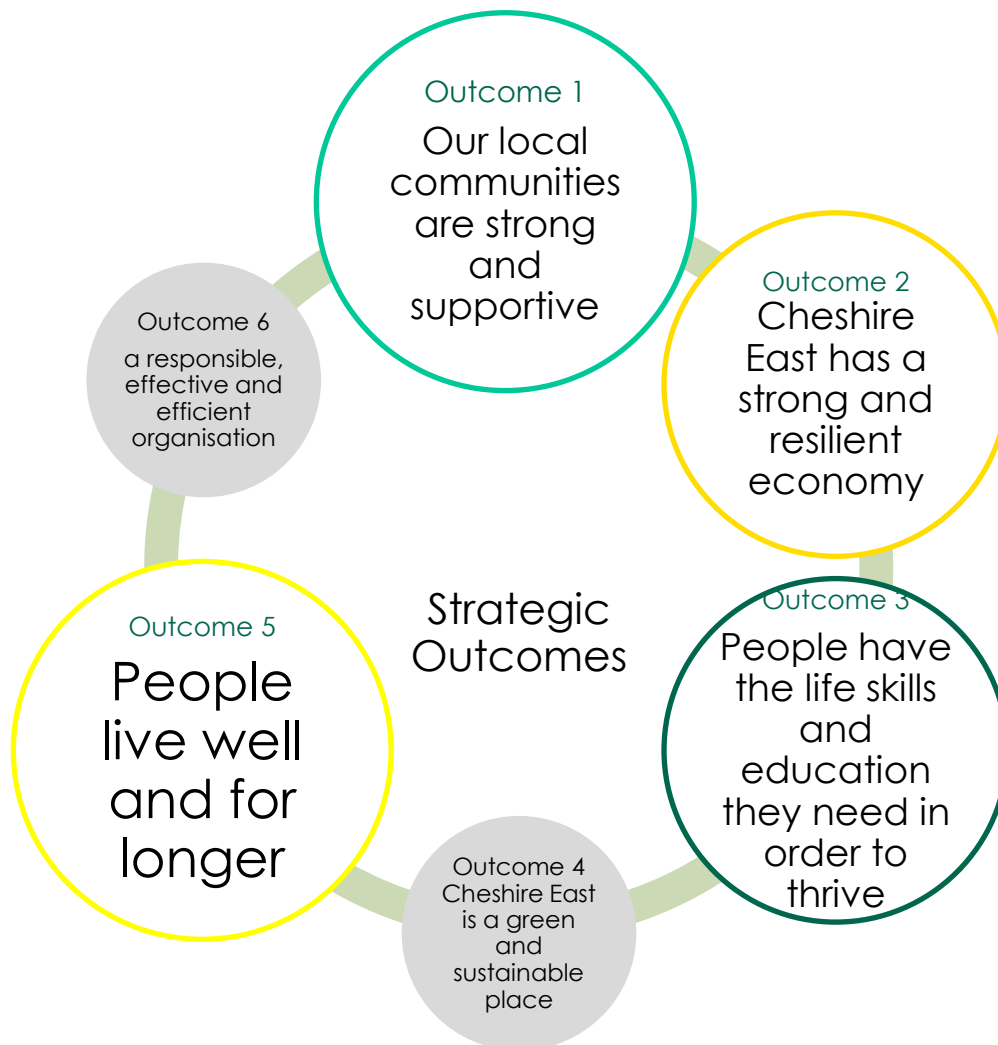 Outcome 1
Our local
communities
are strong
and
supportive
Outcome 2
Cheshire
East has a
strong and
resilient
economy
Outcome 3
People have
the life skills
and
education
they need in
order to
thrive
Outcome 4
Cheshire East
is a green
and
sustainable
place
Outcome 5
People
live well
and for
longer
Outcome 6
a responsible,
effective and
efficient
organisation
Strategic
Outcomes